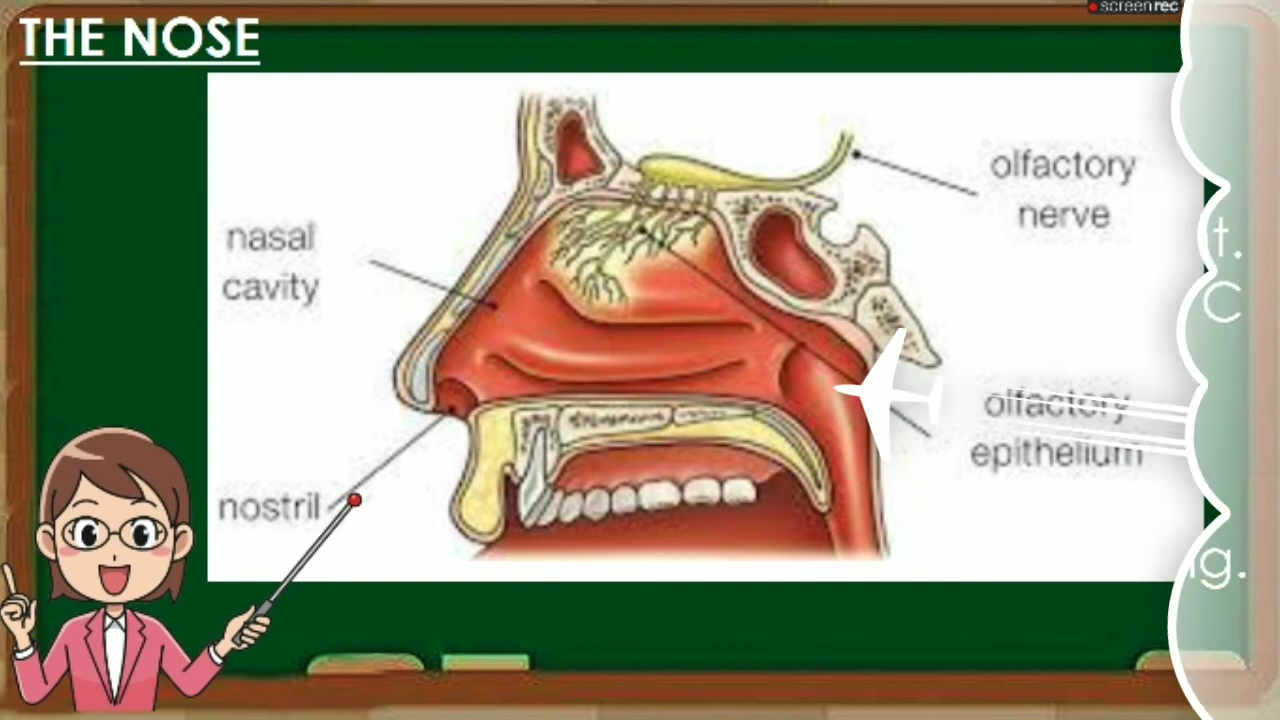 screenrec
THE NOSE
olfactory
nerve
nasal
cavity
t.
C
olfactory
epithelium
nostril
g.